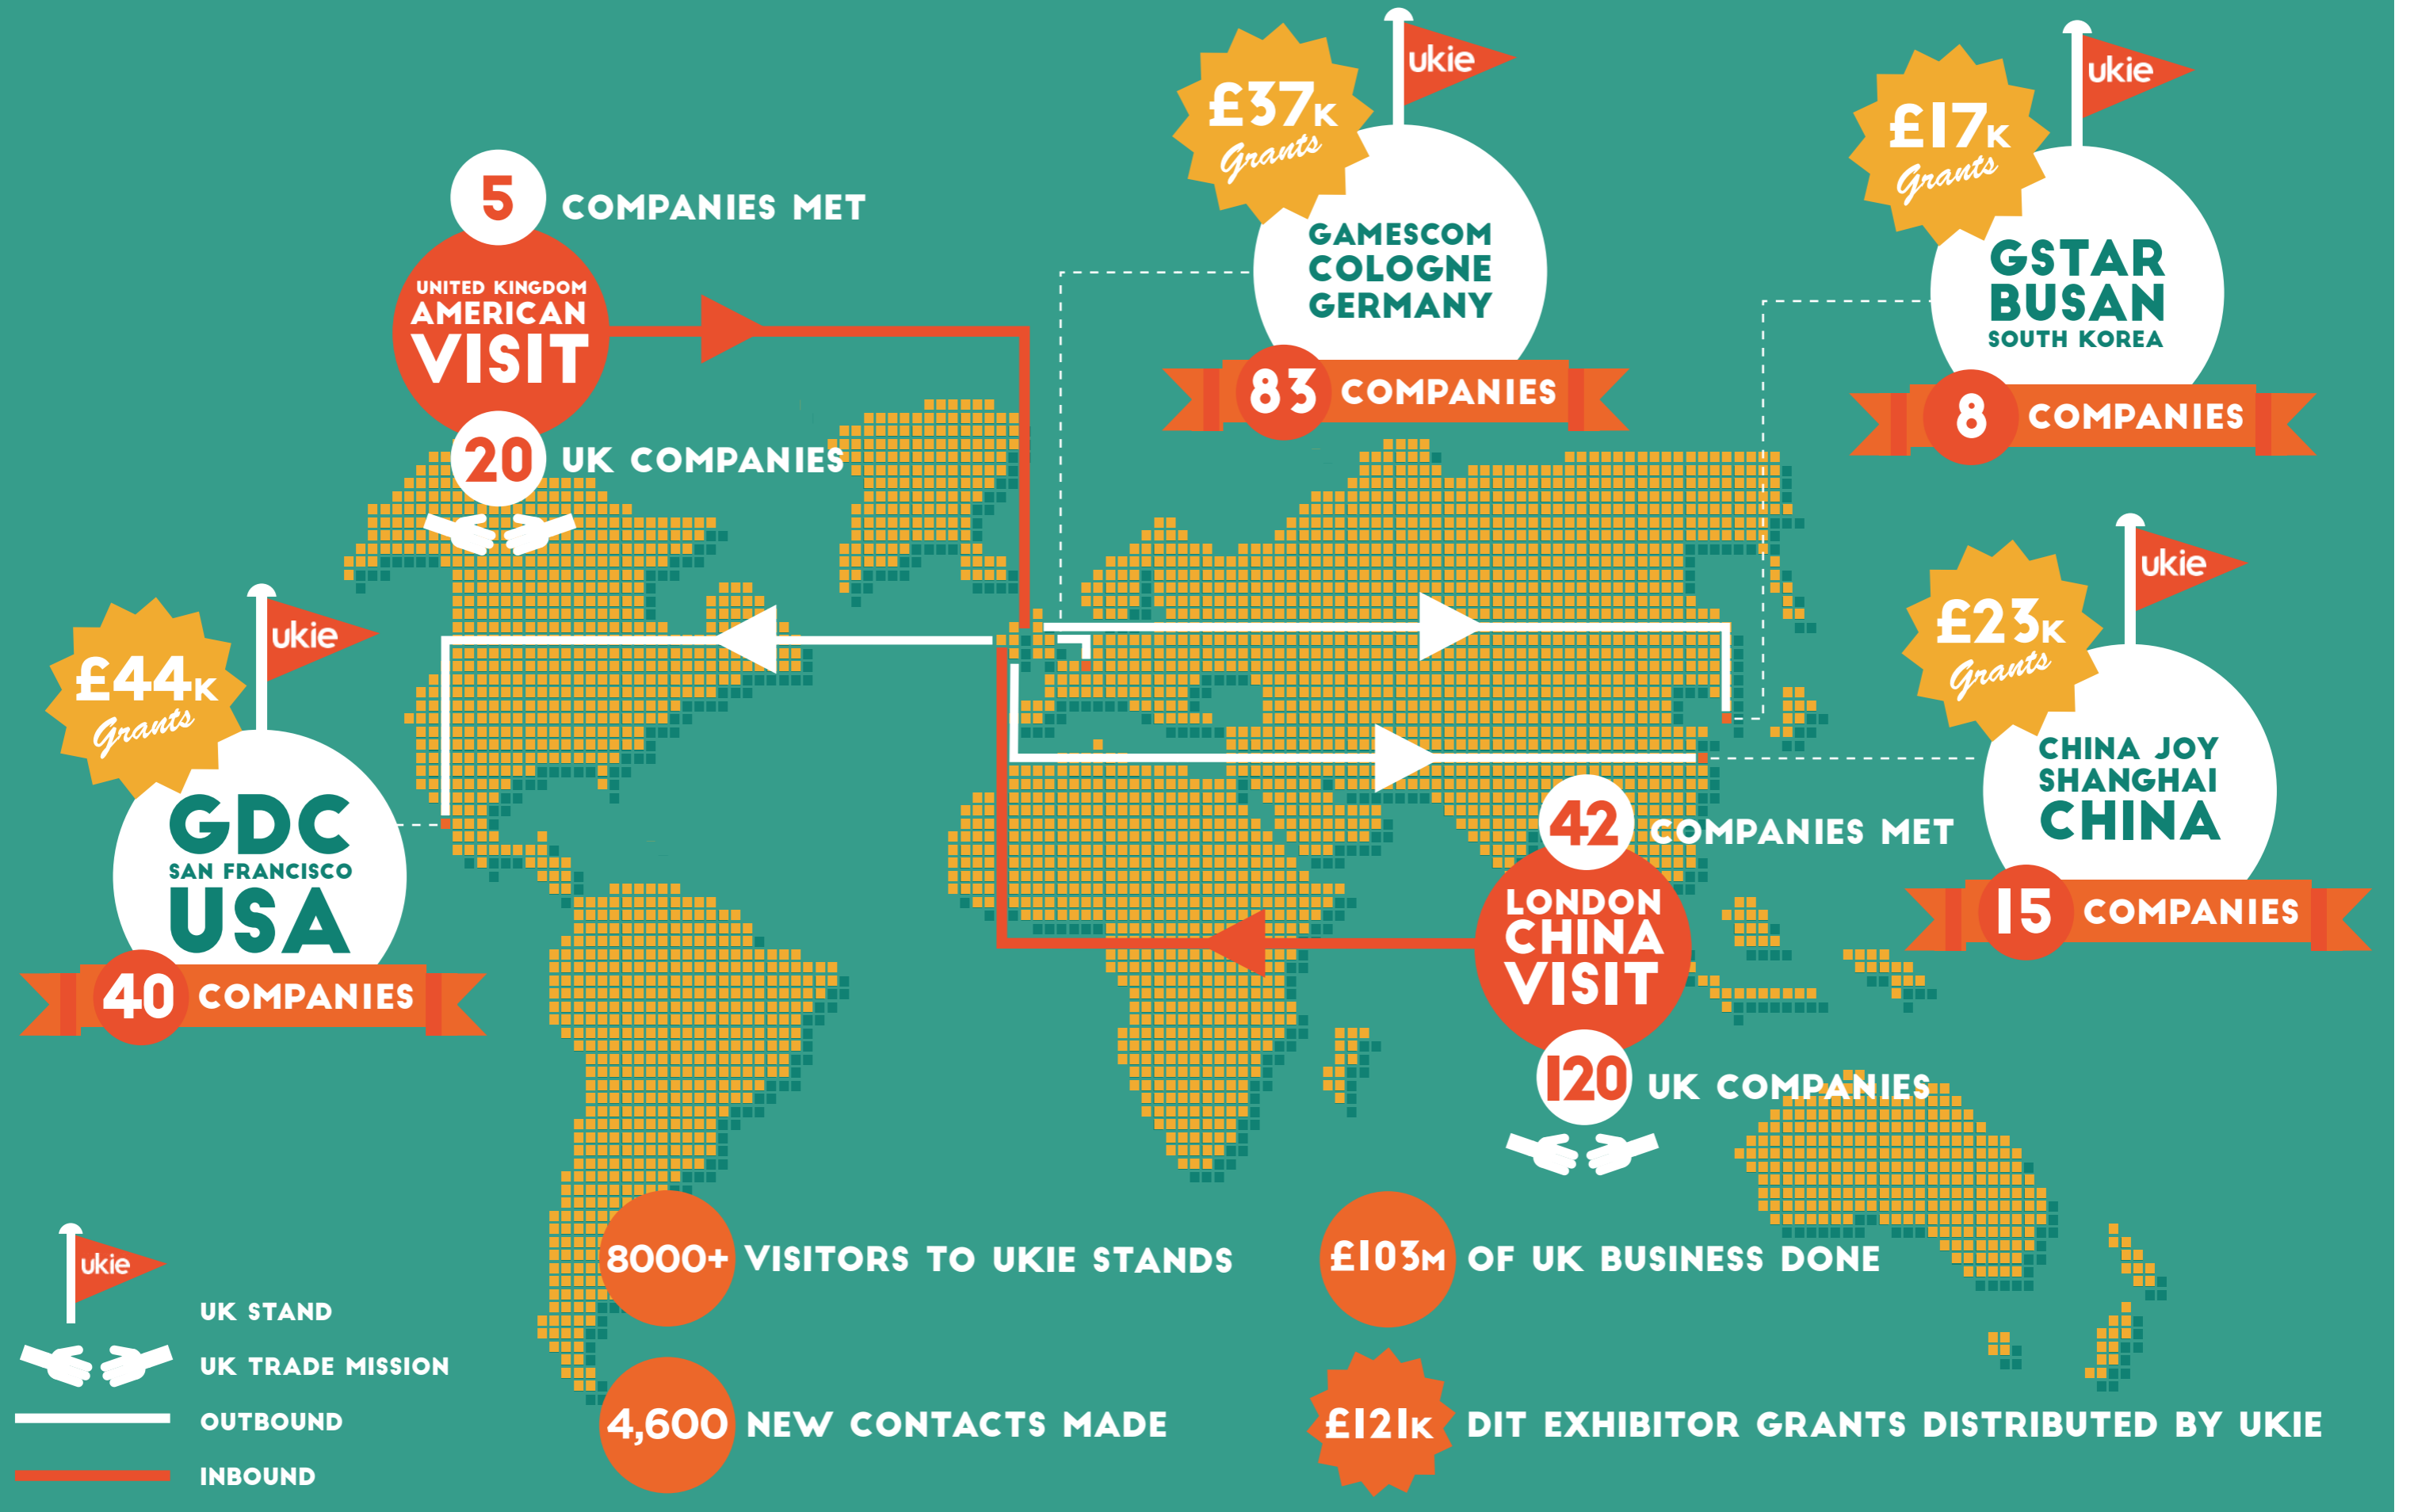 5 COMPANIES MET
UNITED KINGDOM
AMERICAN
VISIT
20 UK COMPANIES
£37K
Grants
ukie
GAMESCOM
COLOGNE
GERMANY
83 COMPANIES
£17K
Grants
ukie
GSTAR
BUSAN
SOUTH KOREA
8 COMPANIES
£44K
Grants
ukie
GDC
SAN FRANCISCO
USA
40 COMPANIES
£23K
Grants
ukie
CHINA JOY
SHANGHAI
CHINA
15 COMPANIES
42 COMPANIES MET
LONDON
CHINA
VISIT
120 UK COMPANIES
8000+ VISITORS TO UKIE STANDS
£103M OF UK BUSINESS DONE
4,600 NEW CONTACTS MADE
£121K DIT EXHIBITOR GRANTS DISTRIBUTED BY UKIE
ukie
UK STAND
UK TRADE MISSION
OUTBOUND
INBOUND